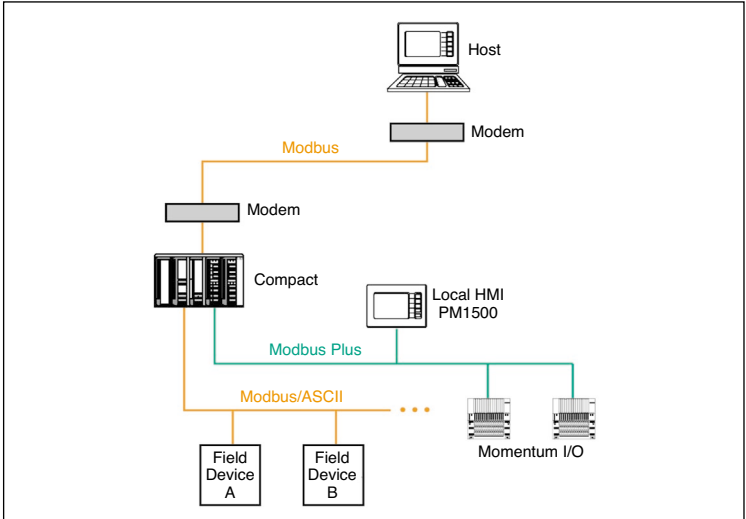 Host
Modem
Modbus
Modem
Compact
Local HMI
PM1500
Modbus Plus
Modbus/ASCII
Momentum I/O
Field
Device
A
Field
Device
B